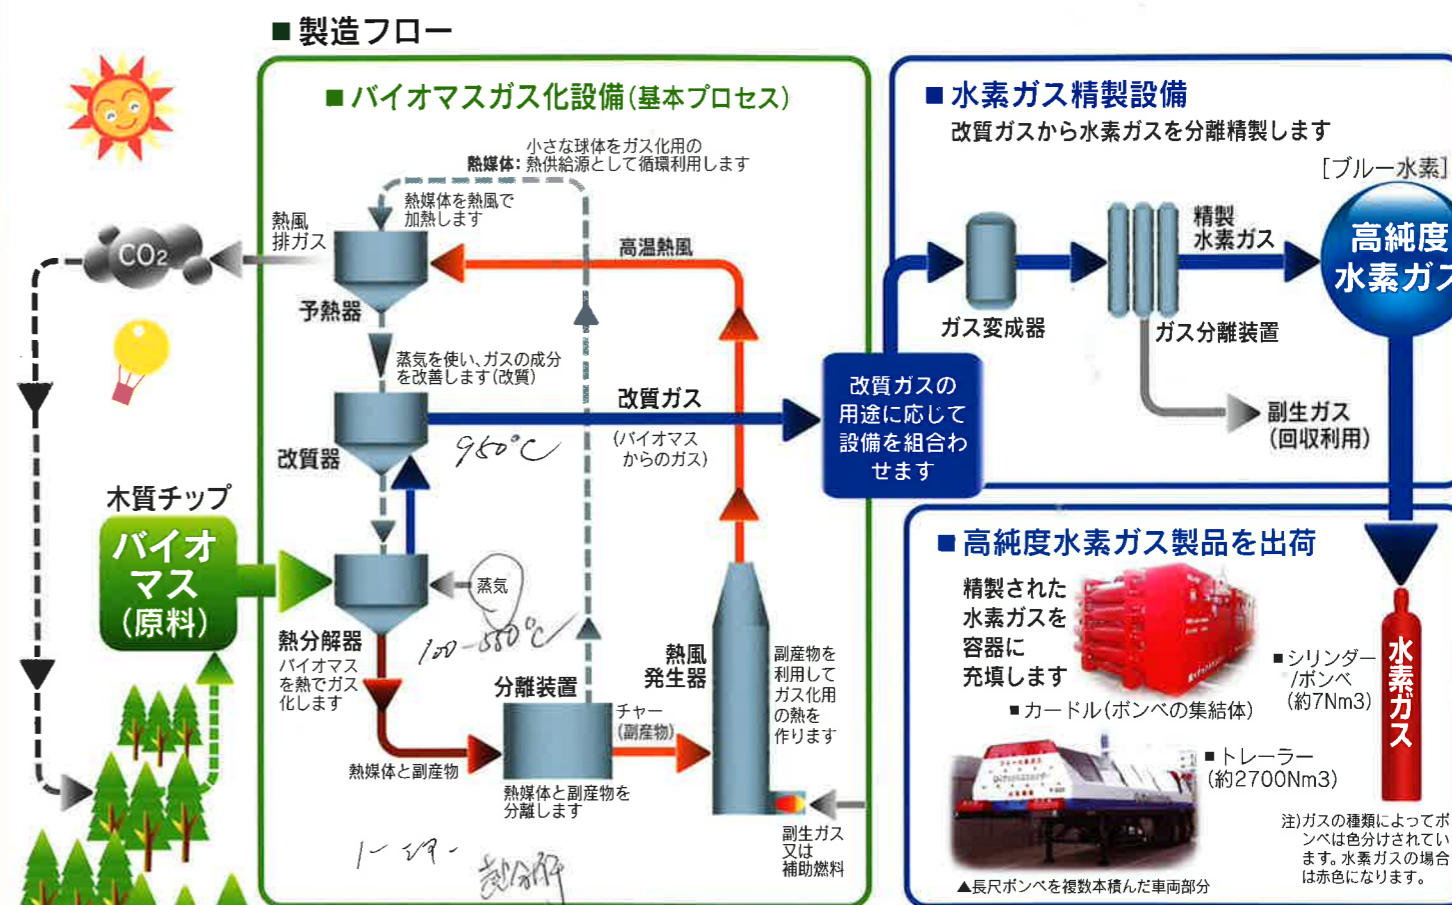 ■ 製造フロー
■ バイオマスガス化設備(基本プロセス)
小さな球体をガス化用の
熱媒体: 熱供給源として循環利用します
熱媒体を熱風で
加熱します
熱風
排ガス
CO2
高温熱風
予熱器
蒸気を使い、ガスの成分
を改善します(改質)
改質ガス
(バイオマス
からのガス)
改質器
950°C
木質チップ
バイオ
マス
(原料)
蒸気
熱分解器
バイオマス
を熱でガス
化します
100-550°C
分離装置
チャー
(副産物)
熱風
発生器
副産物を
利用して
ガス化用
の熱を
作ります
熱媒体と副産物
熱媒体と副産物を
分離します
副生ガス
又は
補助燃料
熱分解
改質ガスの
用途に応じて
設備を組合わ
せます
■ 水素ガス精製設備
改質ガスから水素ガスを分離精製します
[ブルー水素]
精製
水素ガス
高純度
水素ガス
ガス変成器
ガス分離装置
副生ガス
(回収利用)
■ 高純度水素ガス製品を出荷
精製された
水素ガスを
容器に
充填します
■ カードル(ボンベの集結体)
■ シリンダー
/ボンベ
(約7Nm3)
水素ガス
■ トレーラー
(約2700Nm3)
▲長尺ボンベを複数本積んだ車両部分
注)ガスの種類によってボ
ンベは色分けされてい
ます。水素ガスの場合
は赤色になります。